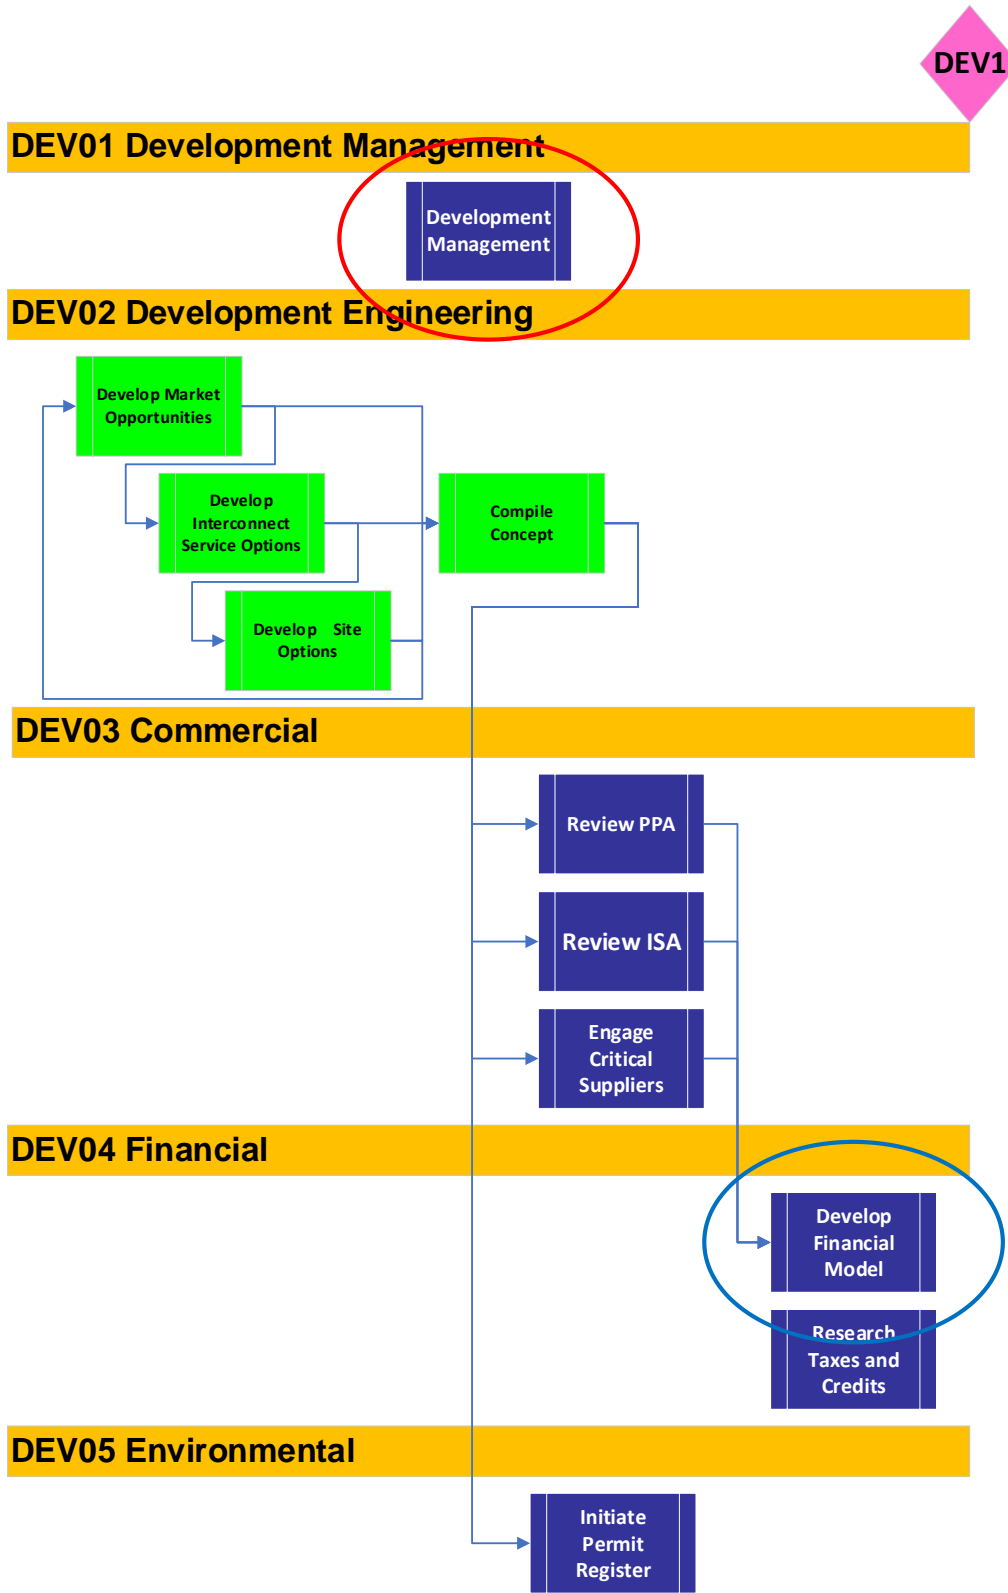 DEV1
DEV01 Development Management
Development
Management
DEV02 Development Engineering
Develop Market
Opportunities
Develop
Interconnect
Service Options
Compile
Concept
Develop Site
Options
DEV03 Commercial
Review PPA
Review ISA
Engage
Critical
Suppliers
DEV04 Financial
Develop
Financial
Model
Research
Taxes and
Credits
DEV05 Environmental
Initiate
Permit
Register